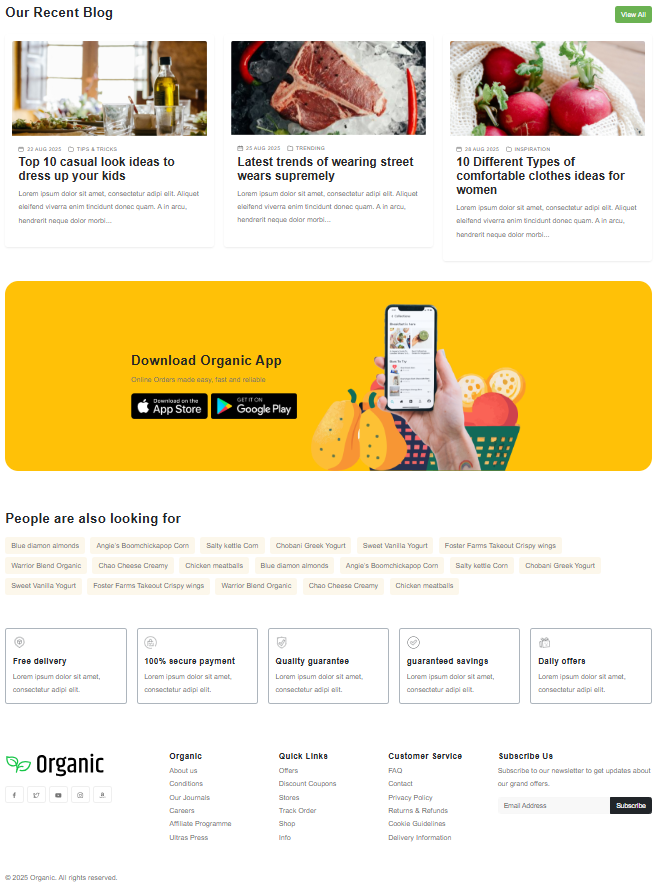 Our Recent Blog
View All
22 AUG 2025 TIPS & TRICKS
Top 10 casual look ideas to
dress up your kids
Lorem ipsum dolor sit amet, consectetur adipi elit. Aliquet
eleifend viverra enim tincidunt donec quam. A in arcu,
hendrerit neque dolor morbi...
25 AUG 2025 TRENDING
Latest trends of wearing street
wears supremely
Lorem ipsum dolor sit amet, consectetur adipi elit. Aliquet
eleifend viverra enim tincidunt donec quam. A in arcu,
hendrerit neque dolor morbi...
28 AUG 2025 INSPIRATION
10 Different Types of
comfortable clothes ideas for
women
Lorem ipsum dolor sit amet, consectetur adipi elit. Aliquet
eleifend viverra enim tincidunt donec quam. A in arcu,
hendrerit neque dolor morbi...
Download Organic App
Online Orders made easy, fast and reliable
Download on the
App Store
GET IT ON
Google Play
People are also looking for
Blue diamon almonds Angie's Boomchickapop Corn Salty kettle Corn Chobani Greek Yogurt Sweet Vanilla Yogurt Foster Farms Takeout Crispy wings
Warrior Blend Organic Chao Cheese Creamy Chicken meatballs Blue diamon almonds Angie's Boomchickapop Corn Salty kettle Corn Chobani Greek Yogurt
Sweet Vanilla Yogurt Foster Farms Takeout Crispy wings Warrior Blend Organic Chao Cheese Creamy Chicken meatballs
Free delivery
Lorem ipsum dolor sit amet,
consectetur adipi elit.
100% secure payment
Lorem ipsum dolor sit amet,
consectetur adipi elit.
Quality guarantee
Lorem ipsum dolor sit amet,
consectetur adipi elit.
guaranteed savings
Lorem ipsum dolor sit amet,
consectetur adipi elit.
Daily offers
Lorem ipsum dolor sit amet,
consectetur adipi elit.
Organic
Organic
About us
Conditions
Our Journals
Careers
Affiliate Programme
Ultras Press
Quick Links
Offers
Discount Coupons
Stores
Track Order
Shop
Info
Customer Service
FAQ
Contact
Privacy Policy
Returns & Refunds
Cookie Guidelines
Delivery Information
Subscribe Us
Subscribe to our newsletter to get updates about
our grand offers.
Email Address
Subscribe
© 2025 Organic. All rights reserved.